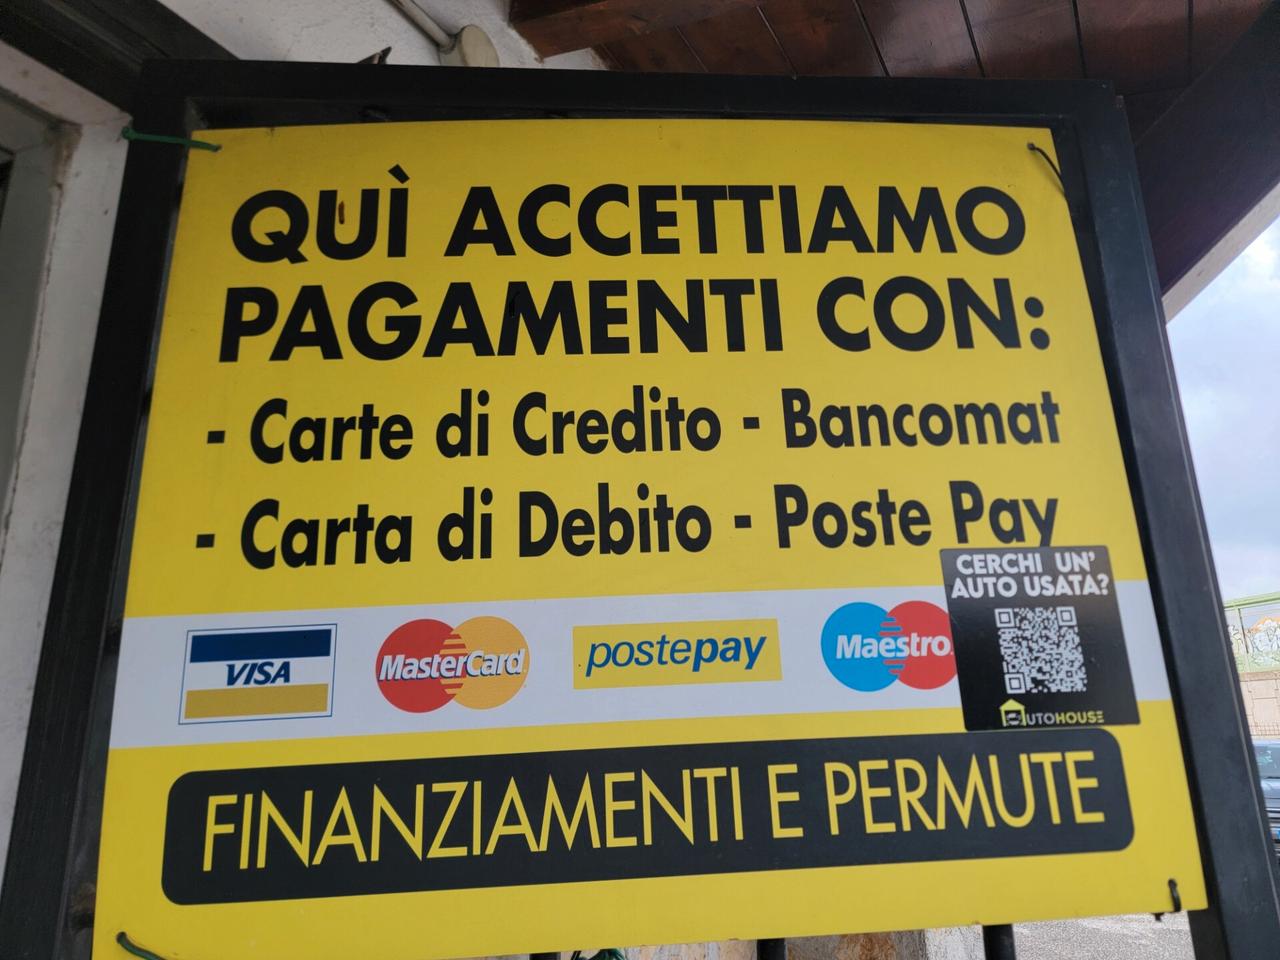 QUÌ ACCETTIAMO
PAGAMENTI CON:
- Carte di Credito - Bancomat
- Carta di Debito - Poste Pay
VISA
MasterCard
postepay
Maestro
CERCHI UN'
AUTO USATA?
AUTOHOUSE
FINANZIAMENTI E PERMUTE